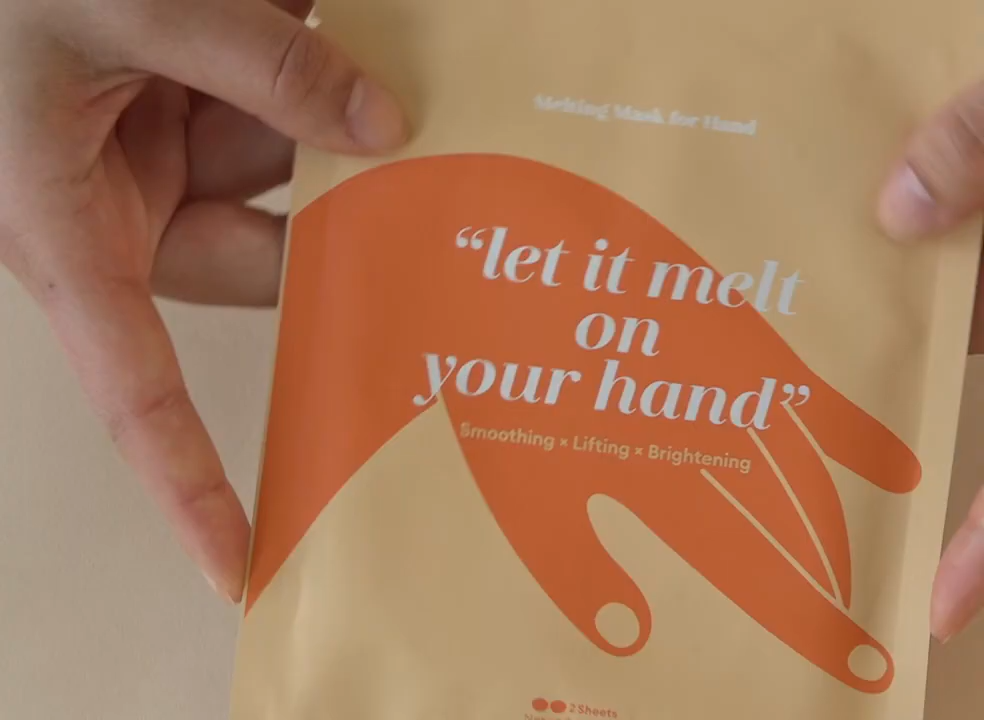 Melting Mask for Hand
“let it melt
on
your hand”
Smoothing × Lifting × Brightening
2 Sheets